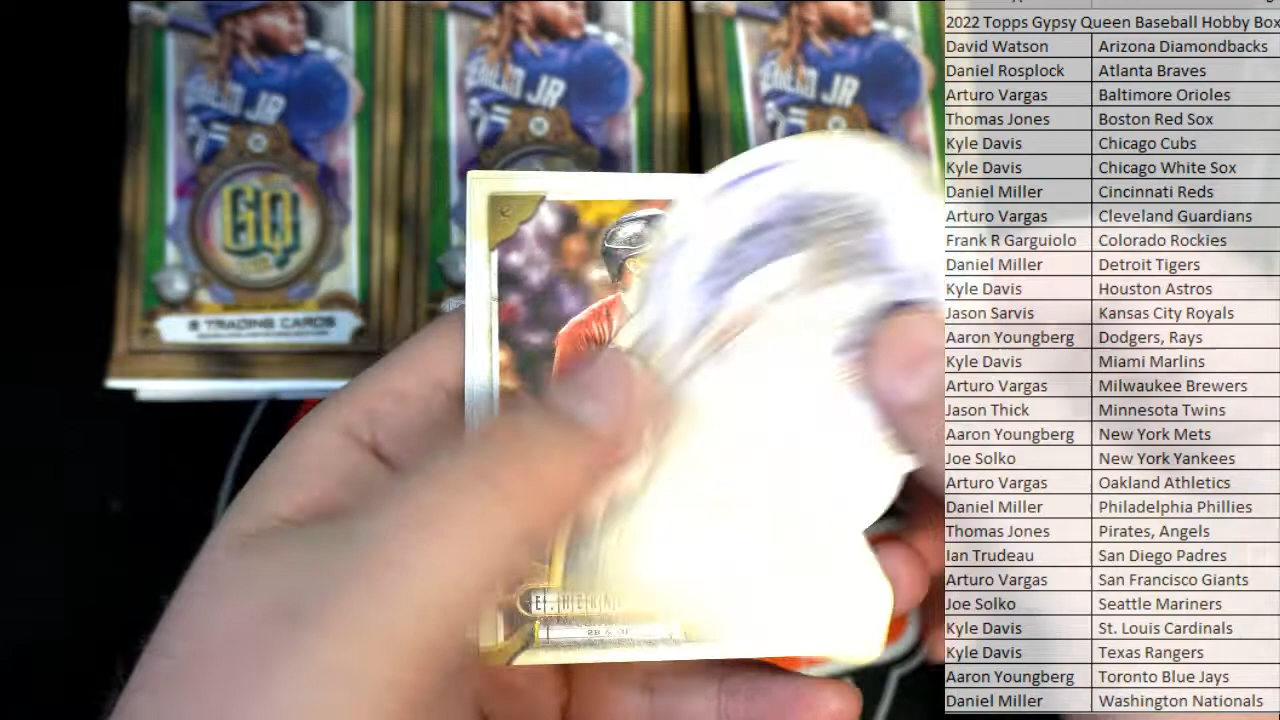 2022 Topps Gypsy Queen Baseball Hobby Box
David Watson Arizona Diamondbacks
Daniel Rosplock Atlanta Braves
Arturo Vargas Baltimore Orioles
Thomas Jones Boston Red Sox
Kyle Davis Chicago Cubs
Kyle Davis Chicago White Sox
Daniel Miller Cincinnati Reds
Arturo Vargas Cleveland Guardians
Frank R Garguiolo Colorado Rockies
Daniel Miller Detroit Tigers
Kyle Davis Houston Astros
Jason Sarvis Kansas City Royals
Aaron Youngberg Dodgers, Rays
Kyle Davis Miami Marlins
Arturo Vargas Milwaukee Brewers
Jason Thick Minnesota Twins
Aaron Youngberg New York Mets
Joe Solko New York Yankees
Arturo Vargas Oakland Athletics
Daniel Miller Philadelphia Phillies
Thomas Jones Pirates, Angels
Ian Trudeau San Diego Padres
Arturo Vargas San Francisco Giants
Joe Solko Seattle Mariners
Kyle Davis St. Louis Cardinals
Kyle Davis Texas Rangers
Aaron Youngberg Toronto Blue Jays
Daniel Miller Washington Nationals
GQ
8 TRADING CARDS